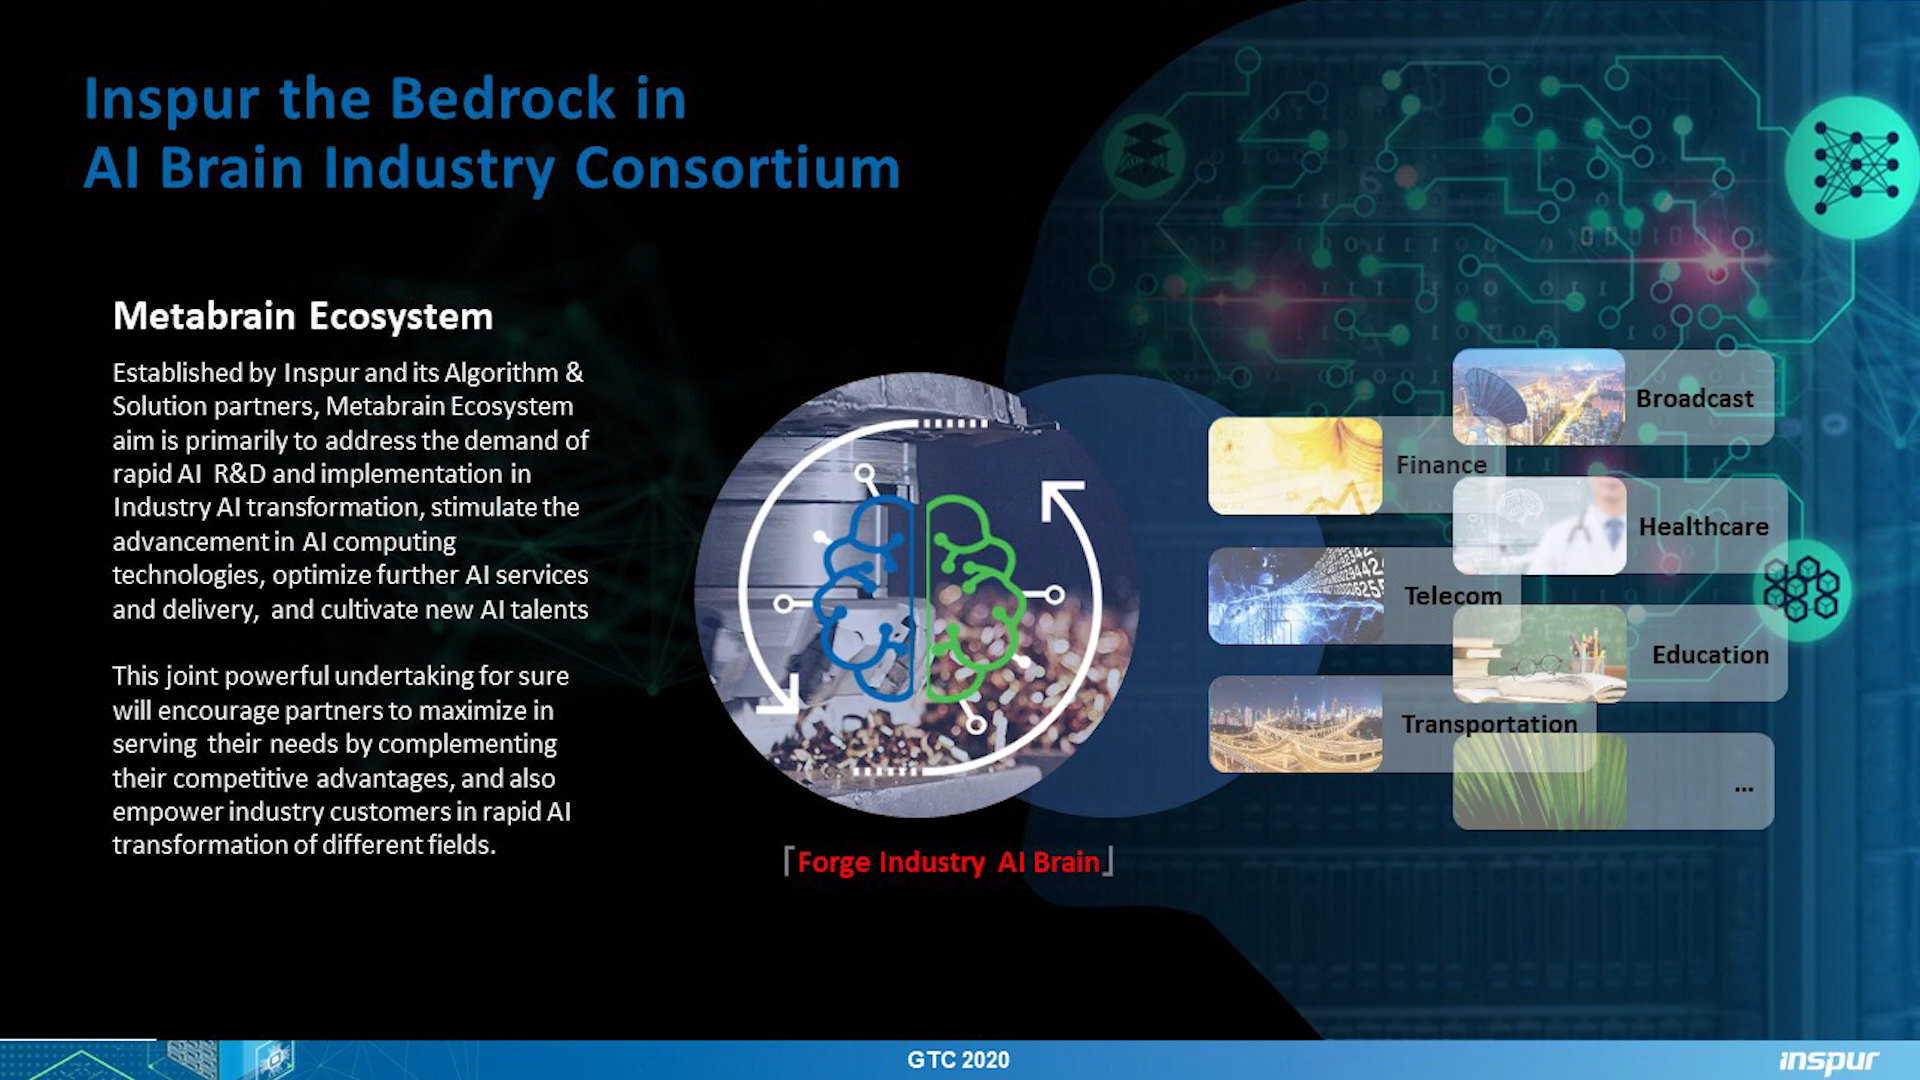 Inspur the Bedrock in
AI Brain Industry Consortium
Metabrain Ecosystem
Established by Inspur and its Algorithm &
Solution partners, Metabrain Ecosystem
aim is primarily to address the demand of
rapid AI R&D and implementation in
Industry AI transformation, stimulate the
advancement in AI computing
technologies, optimize further AI services
and delivery, and cultivate new AI talents
This joint powerful undertaking for sure
will encourage partners to maximize in
serving their needs by complementing
their competitive advantages, and also
empower industry customers in rapid AI
transformation of different fields.
「Forge Industry AI Brain」
Finance
Telecom
Transportation
Broadcast
Healthcare
Education
...
GTC 2020
inspur